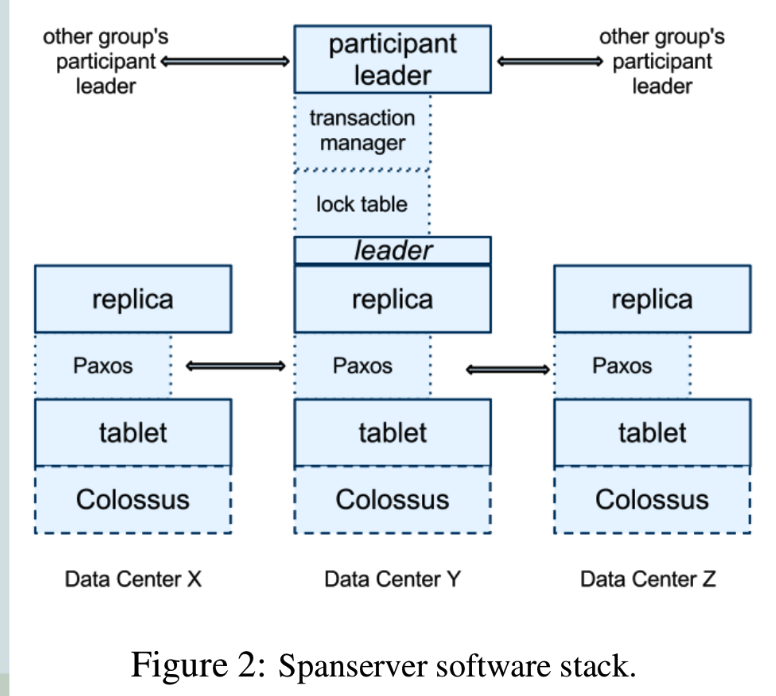 other group's
participant
leader
participant
leader
other group's
participant
leader
transaction
manager
lock table
leader
replica
replica
replica
Paxos
Paxos
Paxos
tablet
tablet
tablet
Colossus
Colossus
Colossus
Data Center X
Data Center Y
Data Center Z
Figure 2: Spanserver software stack.